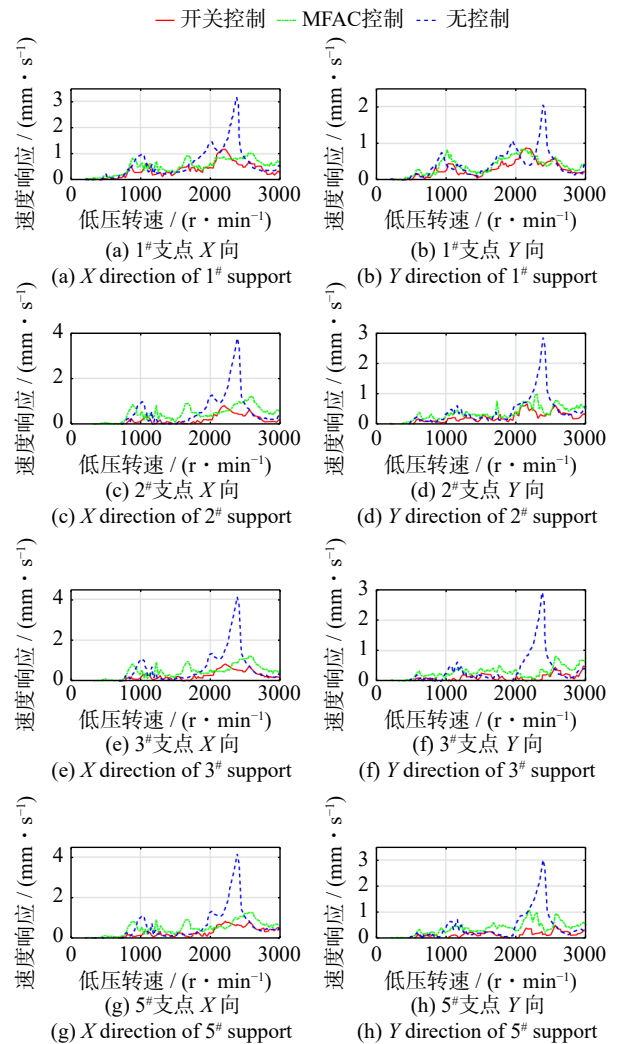 开关控制 MFAC控制 无控制
速度响应 / (mm · s⁻¹)
3
2
1
0
0 1000 2000 3000
低压转速 / (r · min⁻¹)
(a) 1#支点 X 向
(a) X direction of 1# support
速度响应 / (mm · s⁻¹)
2
1
0
0 1000 2000 3000
低压转速 / (r · min⁻¹)
(b) 1#支点 Y 向
(b) Y direction of 1# support
速度响应 / (mm · s⁻¹)
4
2
0
0 1000 2000 3000
低压转速 / (r · min⁻¹)
(c) 2#支点 X 向
(c) X direction of 2# support
速度响应 / (mm · s⁻¹)
3
2
1
0
0 1000 2000 3000
低压转速 / (r · min⁻¹)
(d) 2#支点 Y 向
(d) Y direction of 2# support
速度响应 / (mm · s⁻¹)
4
2
0
0 1000 2000 3000
低压转速 / (r · min⁻¹)
(e) 3#支点 X 向
(e) X direction of 3# support
速度响应 / (mm · s⁻¹)
3
2
1
0
0 1000 2000 3000
低压转速 / (r · min⁻¹)
(f) 3#支点 Y 向
(f) Y direction of 3# support
速度响应 / (mm · s⁻¹)
4
2
0
0 1000 2000 3000
低压转速 / (r · min⁻¹)
(g) 5#支点 X 向
(g) X direction of 5# support
速度响应 / (mm · s⁻¹)
3
2
1
0
0 1000 2000 3000
低压转速 / (r · min⁻¹)
(h) 5#支点 Y 向
(h) Y direction of 5# support